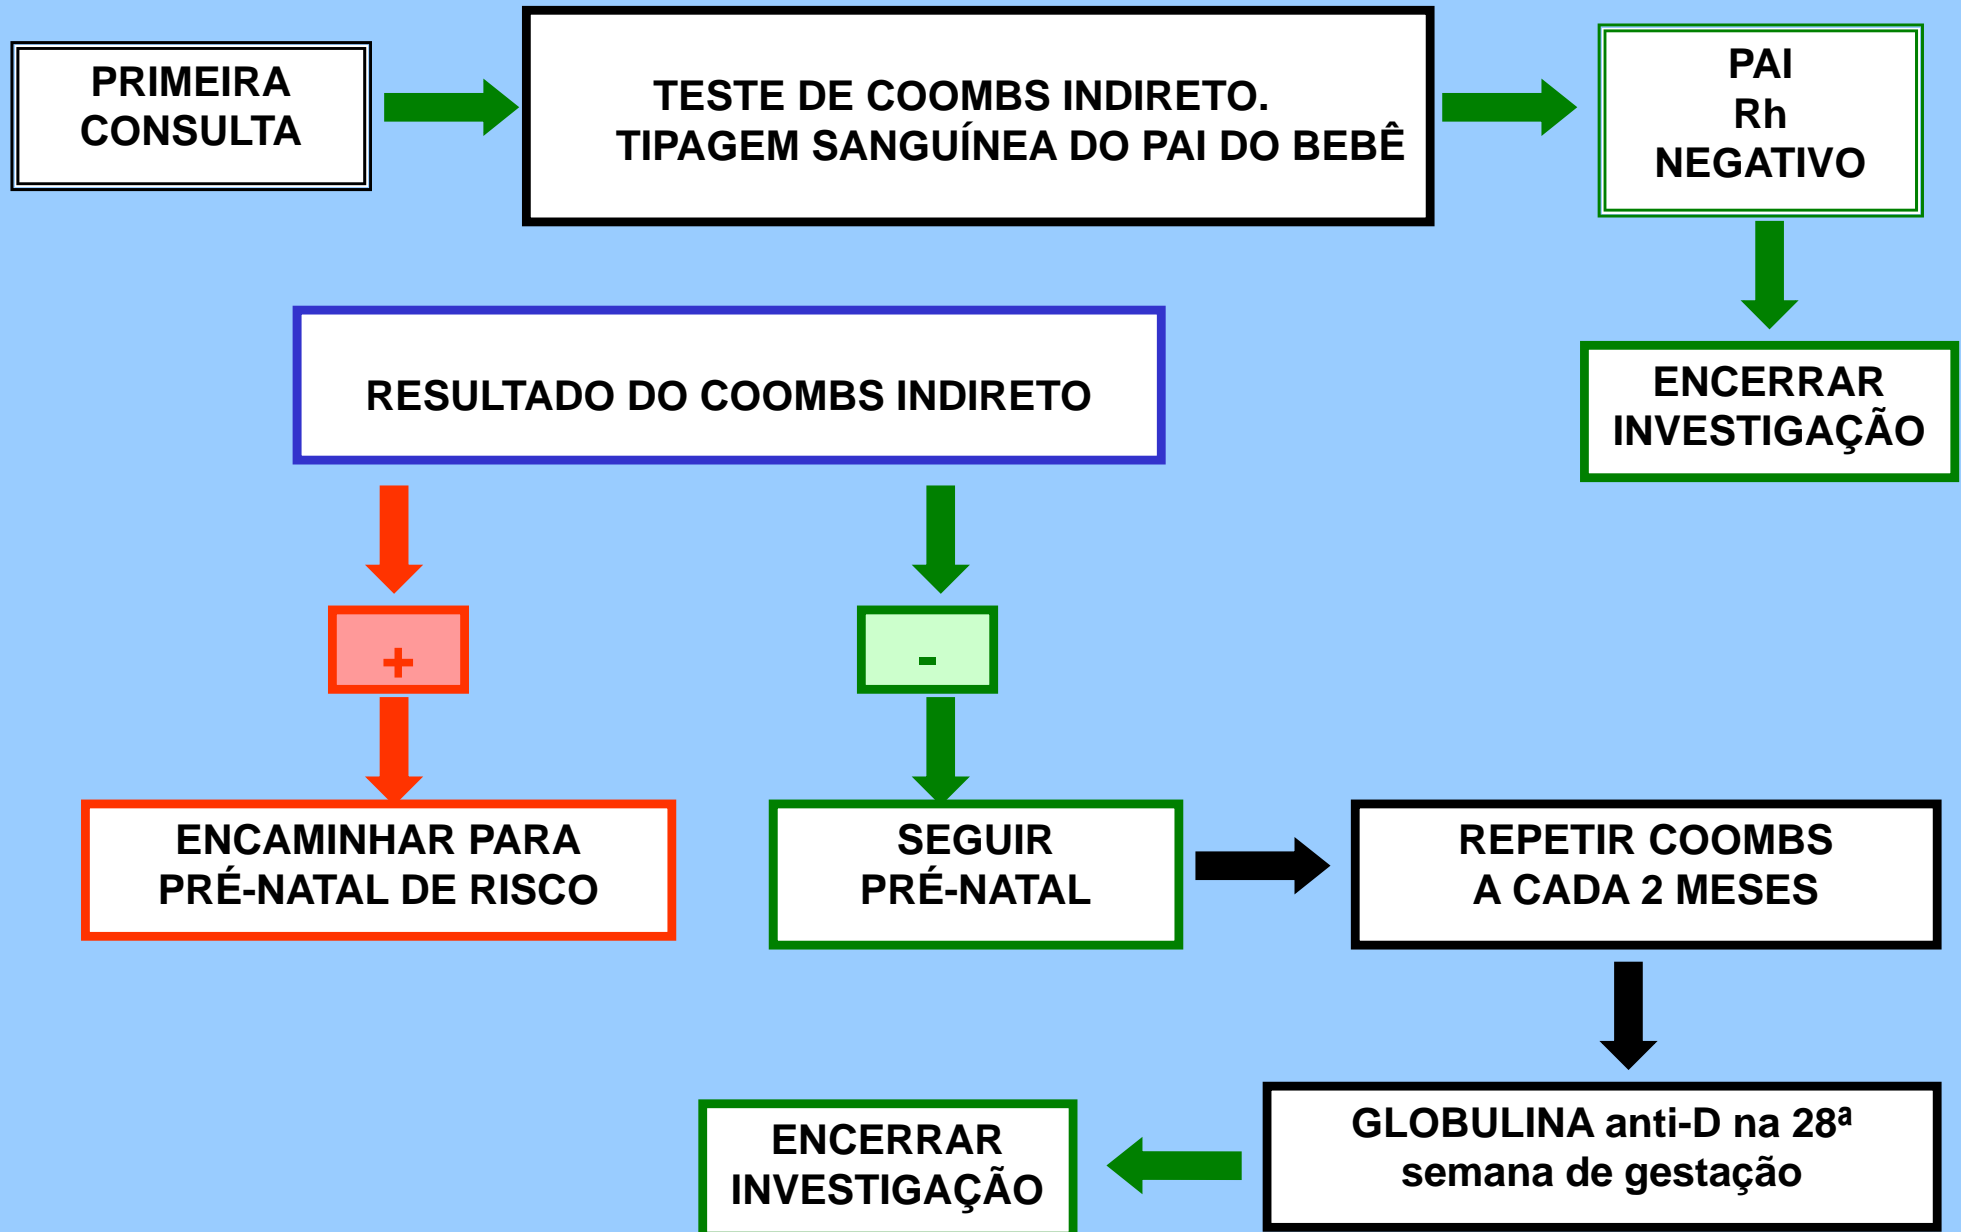 PRIMEIRA
CONSULTA
TESTE DE COOMBS INDIRETO.
TIPAGEM SANGUÍNEA DO PAI DO BEBÊ
PAI
Rh
NEGATIVO
ENCERRAR
INVESTIGAÇÃO
RESULTADO DO COOMBS INDIRETO
+
-
ENCAMINHAR PARA
PRÉ-NATAL DE RISCO
SEGUIR
PRÉ-NATAL
REPETIR COOMBS
A CADA 2 MESES
GLOBULINA anti-D na 28ª
semana de gestação
ENCERRAR
INVESTIGAÇÃO